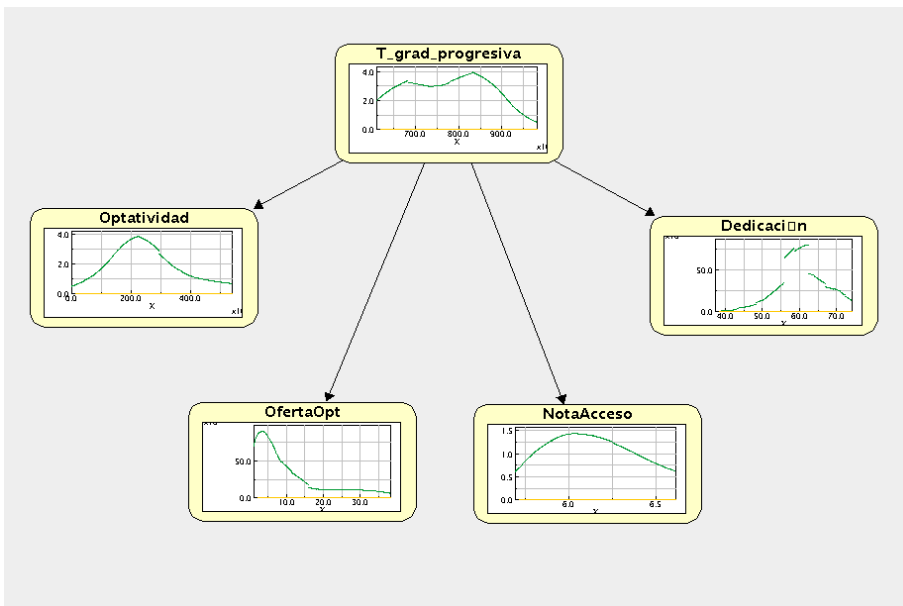 T_grad_progresiva
4.0
2.0
0.0
700.0 800.0 900.0
x
Optatividad
4.0
2.0
0.0
0.0 200.0 400.0
x
Dedicaci▯n
50.0
0.0
40.0 50.0 60.0 70.0
x
OfertaOpt
50.0
0.0
10.0 20.0 30.0
x
NotaAcceso
1.5
1.0
0.5
0.0
6.0 6.5
x